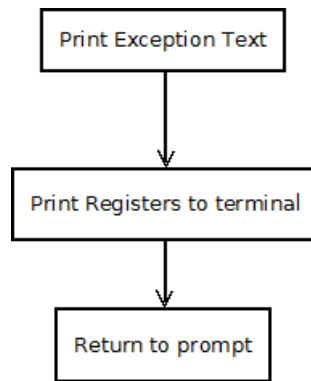 Print Exception Text
Print Registers to terminal
Return to prompt